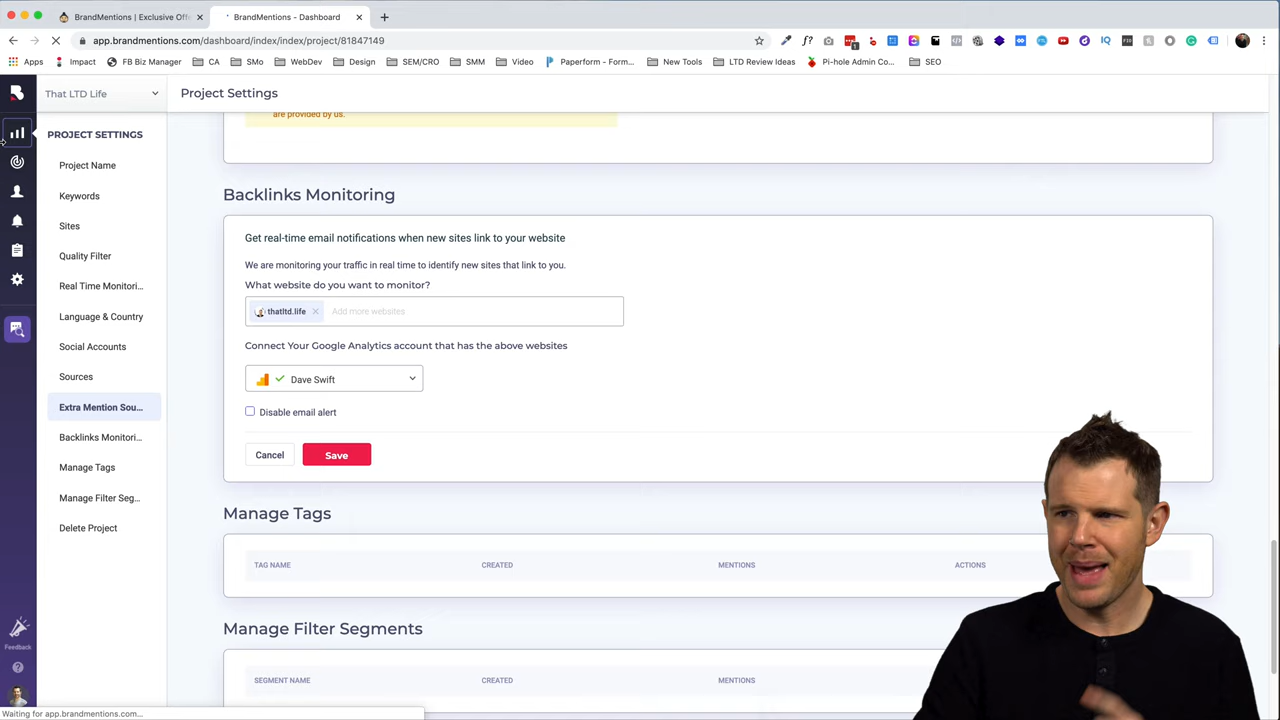 BrandMentions | Exclusive Off
BrandMentions - Dashboard
app.brandmentions.com/dashboard/index/index/project/81847149
Apps
Impact
FB Biz Manager
CA
SMo
WebDev
Design
SEM/CRO
SMM
Video
Paperform - Form...
New Tools
LTD Review Ideas
Pi-hole Admin Co...
SEO
That LTD Life
Project Settings
are provided by us.
PROJECT SETTINGS
Project Name
Keywords
Sites
Quality Filter
Real Time Monitori...
Language & Country
Social Accounts
Sources
Extra Mention Sou...
Backlinks Monitori...
Manage Tags
Manage Filter Seg...
Delete Project
Backlinks Monitoring
Get real-time email notifications when new sites link to your website
We are monitoring your traffic in real time to identify new sites that link to you.
What website do you want to monitor?
thatltd.life
Add more websites
Connect Your Google Analytics account that has the above websites
Dave Swift
Disable email alert
Cancel
Save
Manage Tags
TAG NAME
CREATED
MENTIONS
ACTIONS
Manage Filter Segments
SEGMENT NAME
CREATED
MENTIONS
Feedback
Waiting for app.brandmentions.com...